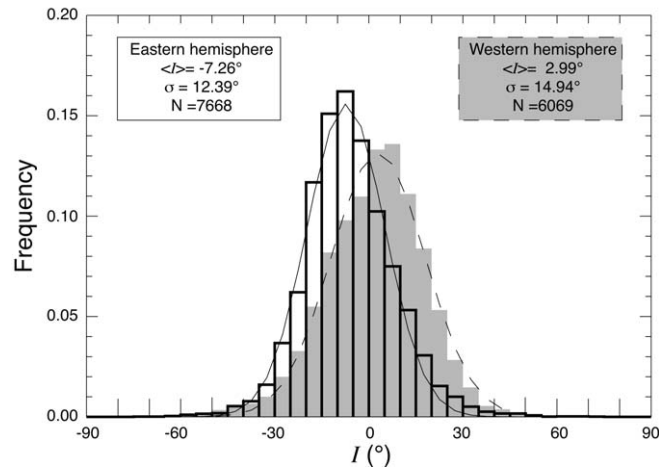 0.20
Eastern hemisphere
<I>= -7.26°
σ = 12.39°
N =7668
Western hemisphere
<I>= 2.99°
σ = 14.94°
N =6069
0.15
0.10
0.05
0.00
Frequency
-90 -60 -30 0 30 60 90
I (°)